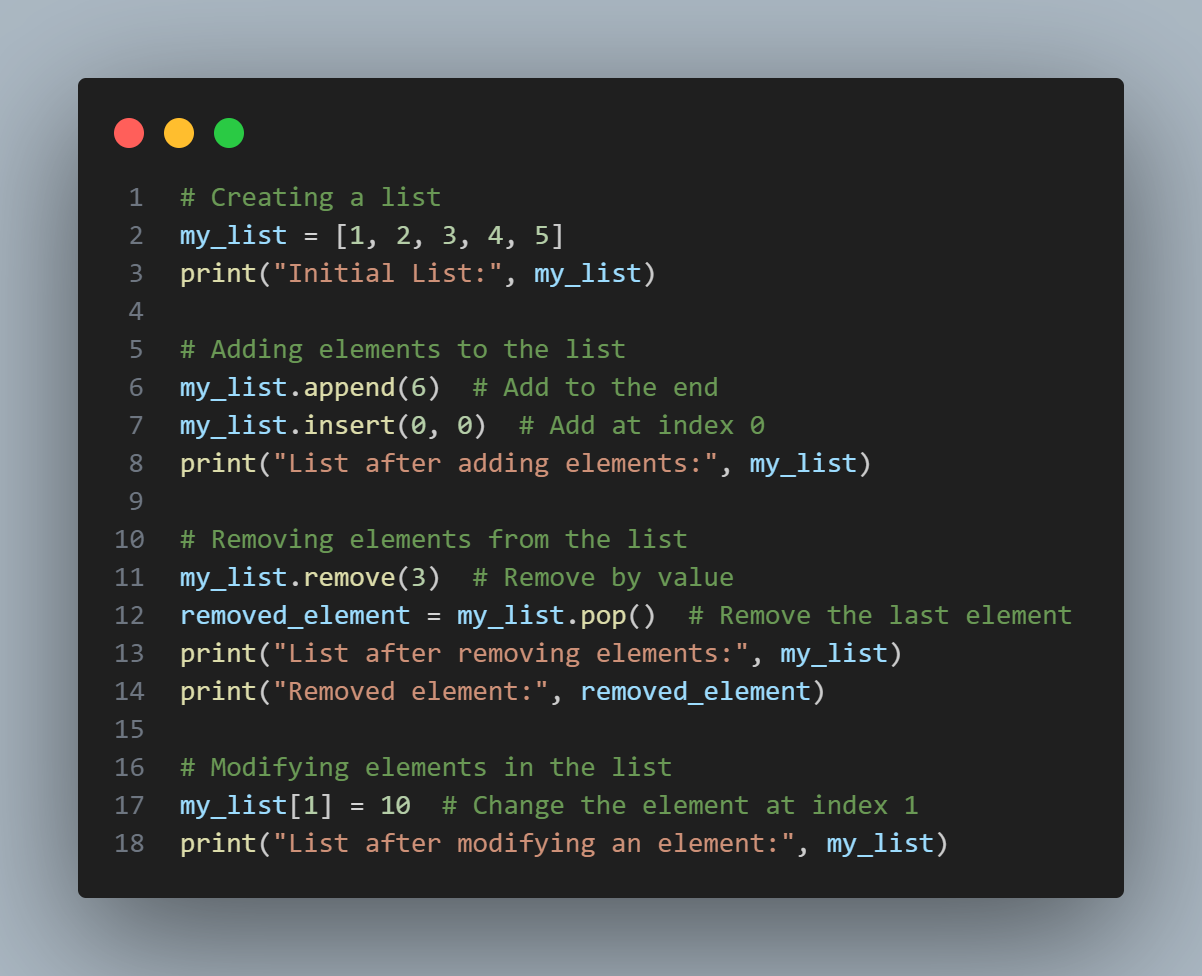 1 # Creating a list
2 my_list = [1, 2, 3, 4, 5]
3 print("Initial List:", my_list)
4
5 # Adding elements to the list
6 my_list.append(6)  # Add to the end
7 my_list.insert(0, 0)  # Add at index 0
8 print("List after adding elements:", my_list)
9
10 # Removing elements from the list
11 my_list.remove(3)  # Remove by value
12 removed_element = my_list.pop()  # Remove the last element
13 print("List after removing elements:", my_list)
14 print("Removed element:", removed_element)
15
16 # Modifying elements in the list
17 my_list[1] = 10  # Change the element at index 1
18 print("List after modifying an element:", my_list)